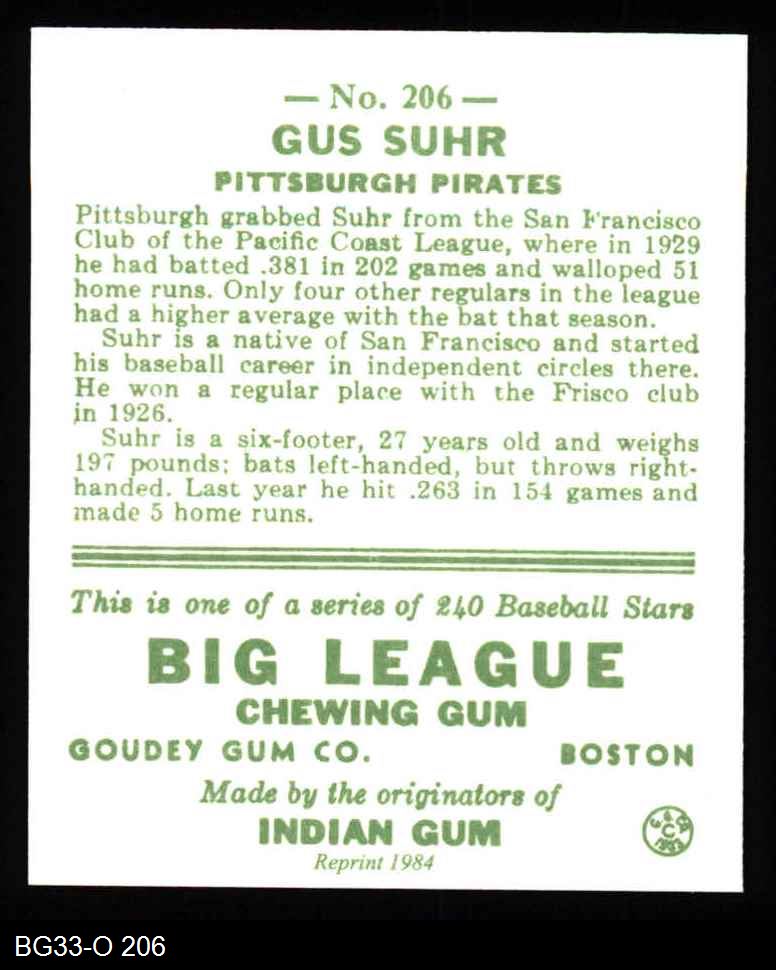 — No. 206 —
GUS SUHR
PITTSBURGH PIRATES
Pittsburgh grabbed Suhr from the San Francisco
Club of the Pacific Coast League, where in 1929
he had batted .381 in 202 games and walloped 51
home runs. Only four other regulars in the league
had a higher average with the bat that season.
Suhr is a native of San Francisco and started
his baseball career in independent circles there.
He won a regular place with the Frisco club
in 1926.
Suhr is a six-footer, 27 years old and weighs
197 pounds; bats left-handed, but throws right-
handed. Last year he hit .263 in 154 games and
made 5 home runs.
This is one of a series of 240 Baseball Stars
BIG LEAGUE
CHEWING GUM
GOUDEY GUM CO. BOSTON
Made by the originators of
INDIAN GUM
Reprint 1984
C
BG33-O 206